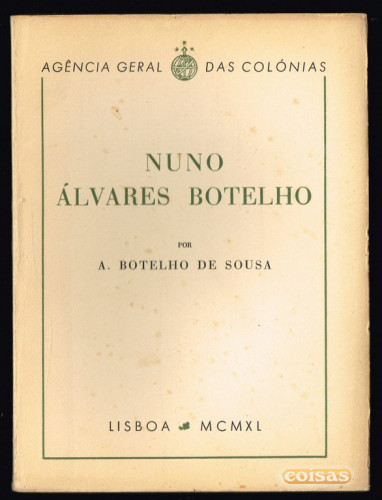 AGÊNCIA GERAL DAS COLÓNIAS
NUNO
ÁLVARES BOTELHO
POR
A. BOTELHO DE SOUSA
LISBOA MCMXL
coisas